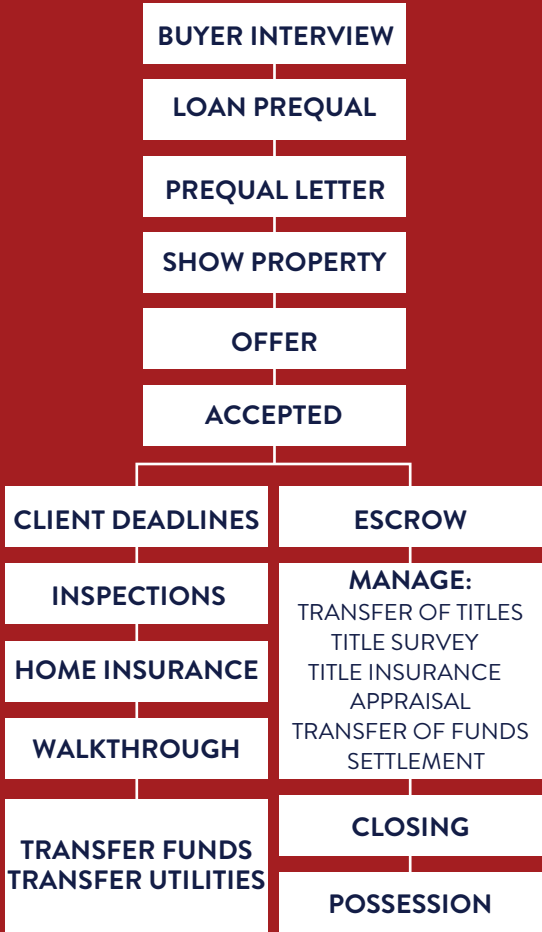 BUYER INTERVIEW
LOAN PREQUAL
PREQUAL LETTER
SHOW PROPERTY
OFFER
ACCEPTED
CLIENT DEADLINES
INSPECTIONS
HOME INSURANCE
WALKTHROUGH
TRANSFER FUNDS
TRANSFER UTILITIES
ESCROW
MANAGE:
TRANSFER OF TITLES
TITLE SURVEY
TITLE INSURANCE
APPRAISAL
TRANSFER OF FUNDS
SETTLEMENT
CLOSING
POSSESSION